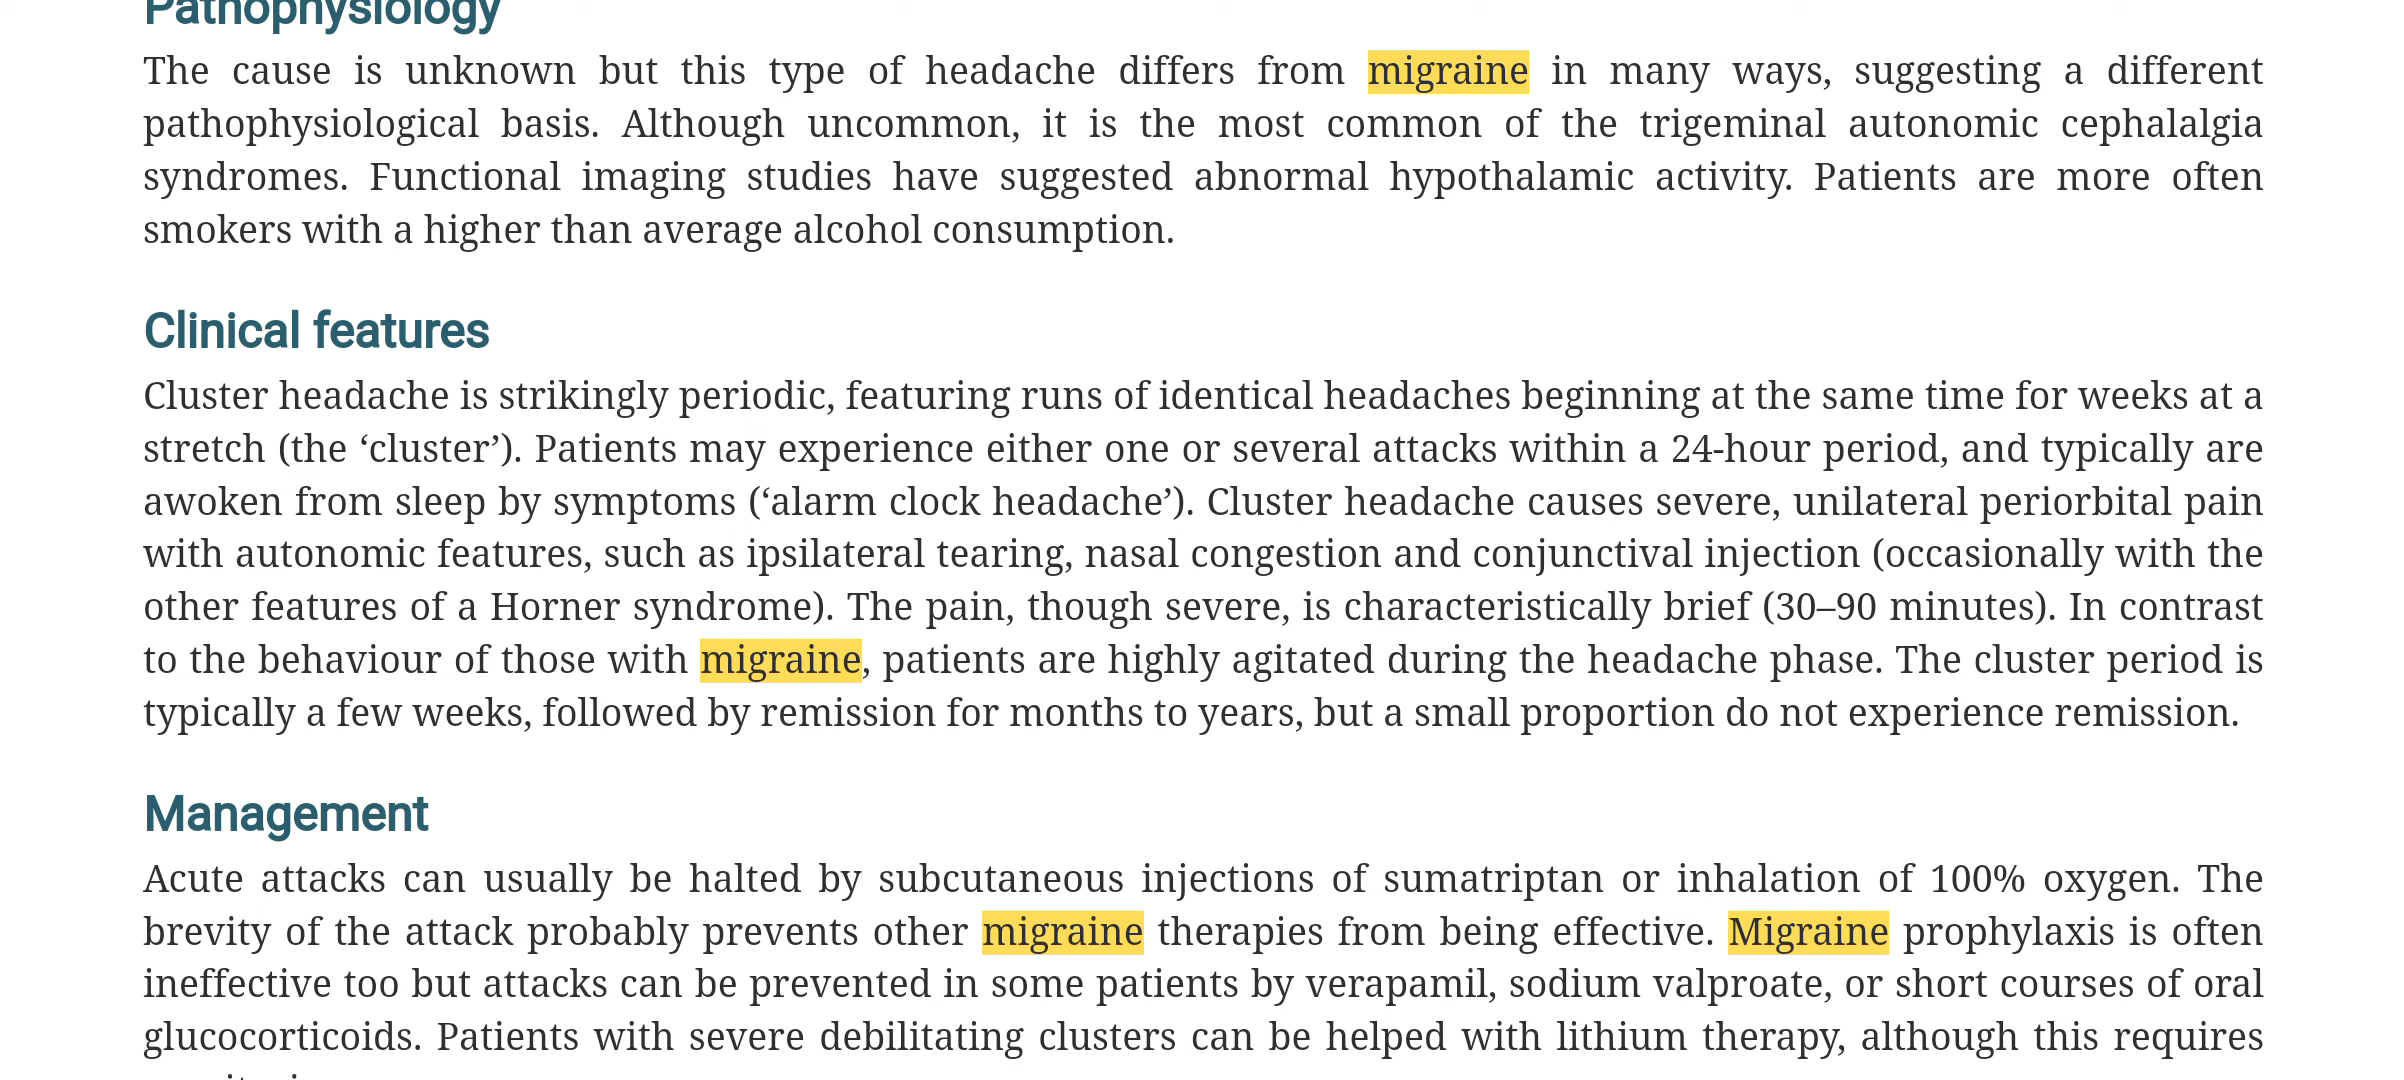 Pathophysiology
The cause is unknown but this type of headache differs from migraine in many ways, suggesting a different
pathophysiological basis. Although uncommon, it is the most common of the trigeminal autonomic cephalalgia
syndromes. Functional imaging studies have suggested abnormal hypothalamic activity. Patients are more often
smokers with a higher than average alcohol consumption.
Clinical features
Cluster headache is strikingly periodic, featuring runs of identical headaches beginning at the same time for weeks at a
stretch (the ‘cluster’). Patients may experience either one or several attacks within a 24-hour period, and typically are
awoken from sleep by symptoms (‘alarm clock headache’). Cluster headache causes severe, unilateral periorbital pain
with autonomic features, such as ipsilateral tearing, nasal congestion and conjunctival injection (occasionally with the
other features of a Horner syndrome). The pain, though severe, is characteristically brief (30–90 minutes). In contrast
to the behaviour of those with migraine, patients are highly agitated during the headache phase. The cluster period is
typically a few weeks, followed by remission for months to years, but a small proportion do not experience remission.
Management
Acute attacks can usually be halted by subcutaneous injections of sumatriptan or inhalation of 100% oxygen. The
brevity of the attack probably prevents other migraine therapies from being effective. Migraine prophylaxis is often
ineffective too but attacks can be prevented in some patients by verapamil, sodium valproate, or short courses of oral
glucocorticoids. Patients with severe debilitating clusters can be helped with lithium therapy, although this requires